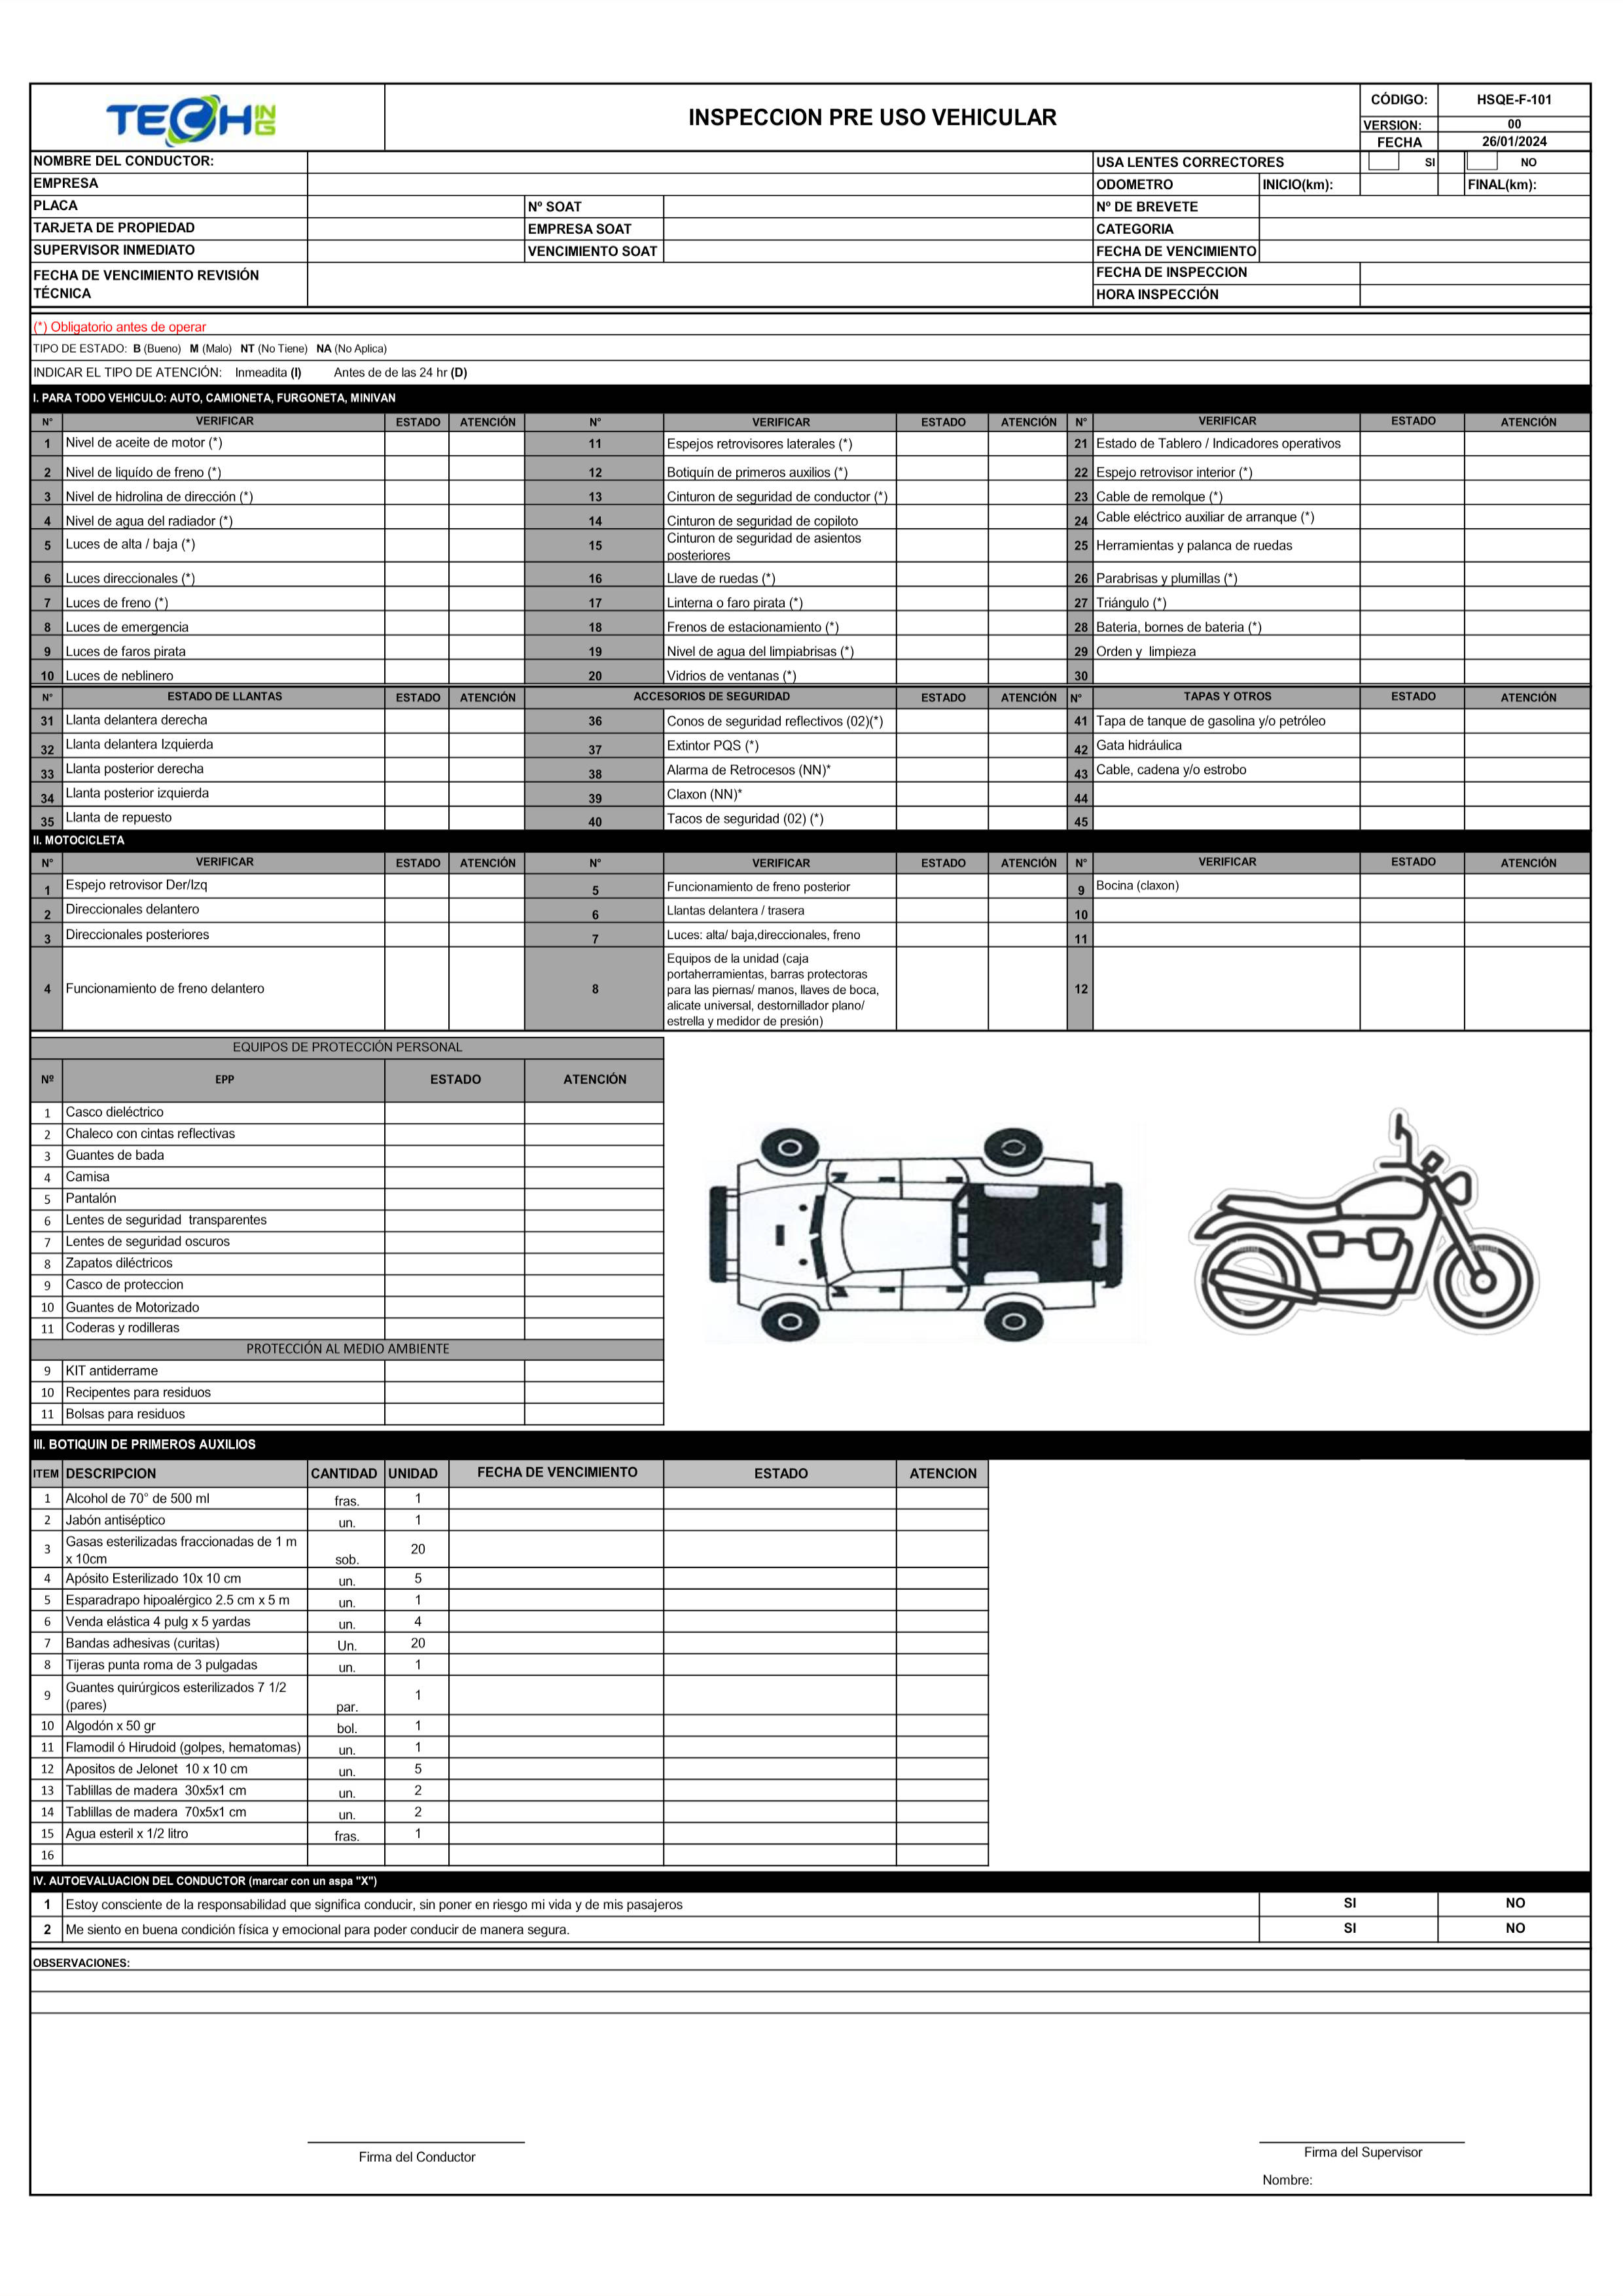 TECHING
INSPECCION PRE USO VEHICULAR
CÓDIGO: HSQE-F-101
VERSION: 00
FECHA 26/01/2024
NOMBRE DEL CONDUCTOR: USA LENTES CORRECTORES SI NO
EMPRESA ODOMETRO INICIO(km): FINAL(km):
PLACA Nº SOAT Nº DE BREVETE
TARJETA DE PROPIEDAD EMPRESA SOAT CATEGORIA
SUPERVISOR INMEDIATO VENCIMIENTO SOAT FECHA DE VENCIMIENTO
FECHA DE VENCIMIENTO REVISIÓN TÉCNICA FECHA DE INSPECCION
HORA INSPECCIÓN
(*) Obligatorio antes de operar
TIPO DE ESTADO: B (Bueno) M (Malo) NT (No Tiene) NA (No Aplica)
INDICAR EL TIPO DE ATENCIÓN: Inmeadita (I) Antes de de las 24 hr (D)
I. PARA TODO VEHICULO: AUTO, CAMIONETA, FURGONETA, MINIVAN
N° VERIFICAR ESTADO ATENCIÓN N° VERIFICAR ESTADO ATENCIÓN N° VERIFICAR ESTADO ATENCIÓN
1 Nivel de aceite de motor (*) 11 Espejos retrovisores laterales (*) 21 Estado de Tablero / Indicadores operativos
2 Nivel de liquído de freno (*) 12 Botiquín de primeros auxilios (*) 22 Espejo retrovisor interior (*)
3 Nivel de hidrolina de dirección (*) 13 Cinturon de seguridad de conductor (*) 23 Cable de remolque (*)
4 Nivel de agua del radiador (*) 14 Cinturon de seguridad de copiloto 24 Cable eléctrico auxiliar de arranque (*)
5 Luces de alta / baja (*) 15 Cinturon de seguridad de asientos posteriores 25 Herramientas y palanca de ruedas
6 Luces direccionales (*) 16 Llave de ruedas (*) 26 Parabrisas y plumillas (*)
7 Luces de freno (*) 17 Linterna o faro pirata (*) 27 Triángulo (*)
8 Luces de emergencia 18 Frenos de estacionamiento (*) 28 Bateria, bornes de bateria (*)
9 Luces de faros pirata 19 Nivel de agua del limpiabrisas (*) 29 Orden y limpieza
10 Luces de neblinero 20 Vidrios de ventanas (*) 30
N° ESTADO DE LLANTAS ESTADO ATENCIÓN ACCESORIOS DE SEGURIDAD ESTADO ATENCIÓN N° TAPAS Y OTROS ESTADO ATENCIÓN
31 Llanta delantera derecha 36 Conos de seguridad reflectivos (02)(*) 41 Tapa de tanque de gasolina y/o petróleo
32 Llanta delantera Izquierda 37 Extintor PQS (*) 42 Gata hidráulica
33 Llanta posterior derecha 38 Alarma de Retrocesos (NN)* 43 Cable, cadena y/o estrobo
34 Llanta posterior izquierda 39 Claxon (NN)* 44
35 Llanta de repuesto 40 Tacos de seguridad (02) (*) 45
II. MOTOCICLETA
N° VERIFICAR ESTADO ATENCIÓN N° VERIFICAR ESTADO ATENCIÓN N° VERIFICAR ESTADO ATENCIÓN
1 Espejo retrovisor Der/Izq 5 Funcionamiento de freno posterior 9 Bocina (claxon)
2 Direccionales delantero 6 Llantas delantera / trasera 10
3 Direccionales posteriores 7 Luces: alta/ baja,direccionales, freno 11
4 Funcionamiento de freno delantero 8 Equipos de la unidad (caja
portaherramientas, barras protectoras
para las piernas/ manos, llaves de boca,
alicate universal, destornillador plano/
estrella y medidor de presión) 12
EQUIPOS DE PROTECCIÓN PERSONAL
Nº EPP ESTADO ATENCIÓN
1 Casco dieléctrico
2 Chaleco con cintas reflectivas
3 Guantes de bada
4 Camisa
5 Pantalón
6 Lentes de seguridad transparentes
7 Lentes de seguridad oscuros
8 Zapatos diléctricos
9 Casco de proteccion
10 Guantes de Motorizado
11 Coderas y rodilleras
PROTECCIÓN AL MEDIO AMBIENTE
9 KIT antiderrame
10 Recipentes para residuos
11 Bolsas para residuos
III. BOTIQUIN DE PRIMEROS AUXILIOS
ITEM DESCRIPCION CANTIDAD UNIDAD FECHA DE VENCIMIENTO ESTADO ATENCION
1 Alcohol de 70° de 500 ml fras. 1
2 Jabón antiséptico un. 1
3 Gasas esterilizadas fraccionadas de 1 m x 10cm sob. 20
4 Apósito Esterilizado 10x 10 cm un. 5
5 Esparadrapo hipoalérgico 2.5 cm x 5 m un. 1
6 Venda elástica 4 pulg x 5 yardas un. 4
7 Bandas adhesivas (curitas) Un. 20
8 Tijeras punta roma de 3 pulgadas un. 1
9 Guantes quirúrgicos esterilizados 7 1/2 (pares) par. 1
10 Algodón x 50 gr bol. 1
11 Flamodil ó Hirudoid (golpes, hematomas) un. 1
12 Apositos de Jelonet 10 x 10 cm un. 5
13 Tablillas de madera 30x5x1 cm un. 2
14 Tablillas de madera 70x5x1 cm un. 2
15 Agua esteril x 1/2 litro fras. 1
16
IV. AUTOEVALUACION DEL CONDUCTOR (marcar con un aspa "X")
1 Estoy consciente de la responsabilidad que significa conducir, sin poner en riesgo mi vida y de mis pasajeros SI NO
2 Me siento en buena condición física y emocional para poder conducir de manera segura. SI NO
OBSERVACIONES:
Firma del Conductor Firma del Supervisor
Nombre: